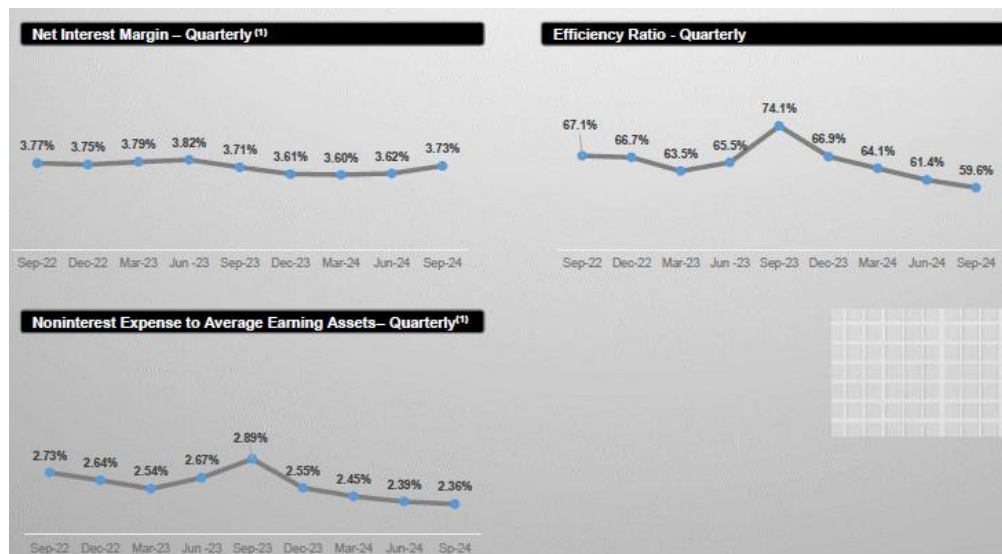 Net Interest Margin – Quarterly (1)
3.77% 3.75% 3.79% 3.82% 3.71% 3.61% 3.60% 3.62% 3.73%
Sep-22 Dec-22 Mar-23 Jun -23 Sep-23 Dec-23 Mar-24 Jun-24 Sep-24
Efficiency Ratio - Quarterly
67.1% 66.7% 63.5% 65.5% 74.1% 66.9% 64.1% 61.4% 59.6%
Sep-22 Dec-22 Mar-23 Jun -23 Sep-23 Dec-23 Mar-24 Jun-24 Sep-24
Noninterest Expense to Average Earning Assets– Quarterly(1)
2.73% 2.64% 2.54% 2.67% 2.89% 2.55% 2.45% 2.39% 2.36%
Sep-22 Dec-22 Mar-23 Jun -23 Sep-23 Dec-23 Mar-24 Jun-24 Sp-24